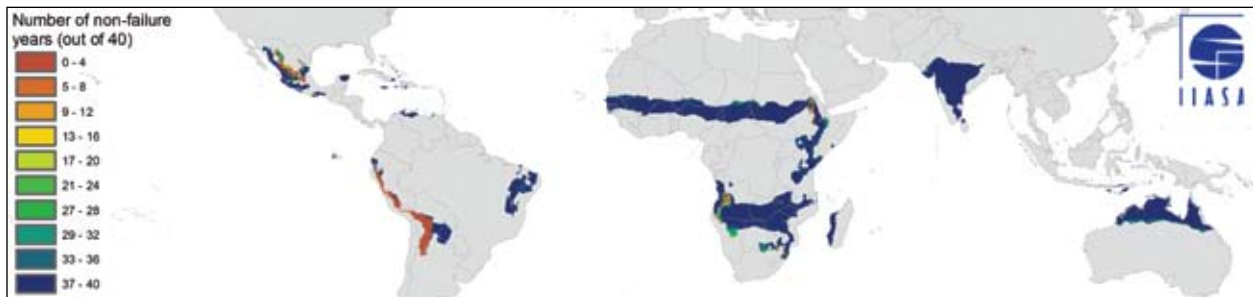 Number of non-failure
years (out of 40)
0 - 4
5 - 8
9 - 12
13 - 16
17 - 20
21 - 24
27 - 28
29 - 32
33 - 36
37 - 40
IIASA